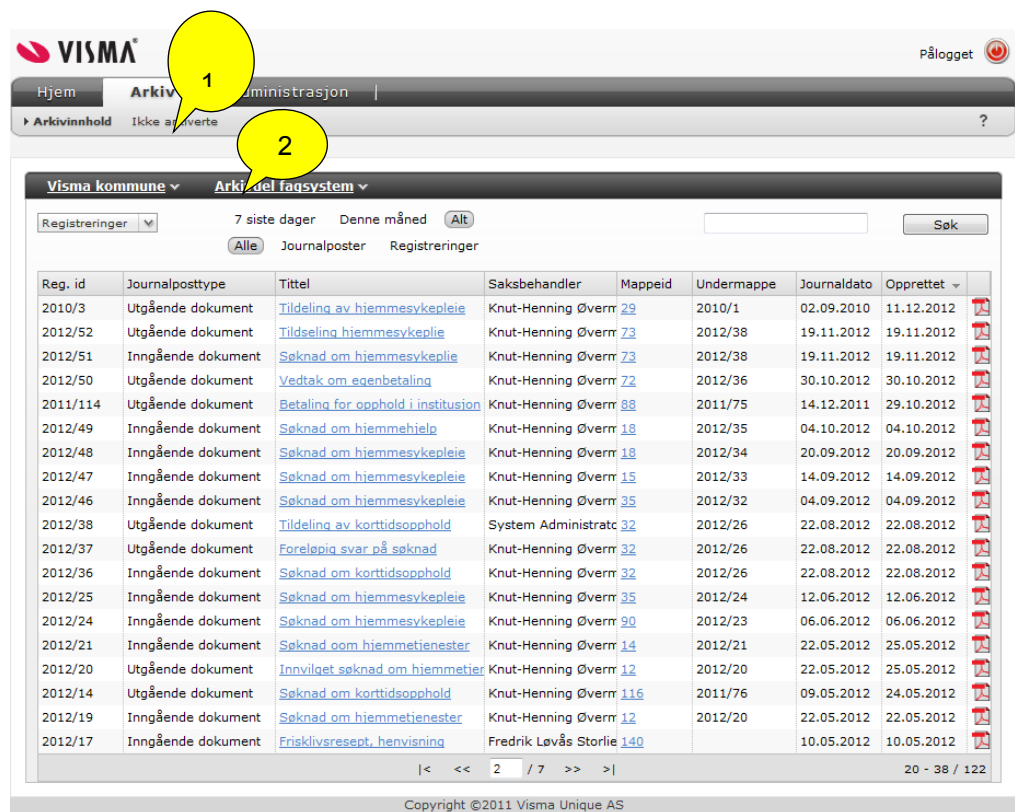 VISMA
Pålogget
1
Hjem Arkiv |
Arkivinnhold Ikke arkiverte ?
2
Visma kommune Arkivdel fagsystem
Registreringer 7 siste dager Denne måned Alt Søk
Alle Journalposter Registreringer
Reg. id Journalposttype Tittel Saksbehandler Mappeid Undermappe Journaldato Opprettet
2010/3 Utgående dokument Tildeling av hjemmesykepleie Knut-Henning Øverm 29 2010/1 02.09.2010 11.12.2012
2012/52 Utgående dokument Tildseling hjemmesykeplie Knut-Henning Øverm 73 2012/38 19.11.2012 19.11.2012
2012/51 Inngående dokument Søknad om hjemmesykeplie Knut-Henning Øverm 73 2012/38 19.11.2012 19.11.2012
2012/50 Utgående dokument Vedtak om egenbetaling Knut-Henning Øverm 72 2012/36 30.10.2012 30.10.2012
2011/114 Utgående dokument Betaling for opphold i institusjon Knut-Henning Øverm 88 2011/75 14.12.2011 29.10.2012
2012/49 Inngående dokument Søknad om hjemmehjelp Knut-Henning Øverm 18 2012/35 04.10.2012 04.10.2012
2012/48 Inngående dokument Søknad om hjemmesykepleie Knut-Henning Øverm 18 2012/34 20.09.2012 20.09.2012
2012/47 Inngående dokument Søknad om hjemmesykepleie Knut-Henning Øverm 15 2012/33 14.09.2012 14.09.2012
2012/46 Inngående dokument Søknad om hjemmesykepleie Knut-Henning Øverm 35 2012/32 04.09.2012 04.09.2012
2012/38 Utgående dokument Tildeling av korttidsopphold System Administrato 32 2012/26 22.08.2012 22.08.2012
2012/37 Utgående dokument Foreløpig svar på søknad Knut-Henning Øverm 32 2012/26 22.08.2012 22.08.2012
2012/36 Inngående dokument Søknad om korttidsopphold Knut-Henning Øverm 32 2012/26 22.08.2012 22.08.2012
2012/25 Inngående dokument Søknad om hjemmesykepleie Knut-Henning Øverm 35 2012/24 12.06.2012 12.06.2012
2012/24 Inngående dokument Søknad om hjemmesykepleie Knut-Henning Øverm 90 2012/23 06.06.2012 06.06.2012
2012/21 Inngående dokument Søknad oom hjemmetjenester Knut-Henning Øverm 14 2012/21 22.05.2012 25.05.2012
2012/20 Utgående dokument Innvilget søknad om hjemmetjer Knut-Henning Øverm 12 2012/20 22.05.2012 25.05.2012
2012/14 Utgående dokument Søknad om korttidsopphold Knut-Henning Øverm 116 2011/76 09.05.2012 24.05.2012
2012/19 Inngående dokument Søknad om hjemmetjenester Knut-Henning Øverm 12 2012/20 22.05.2012 22.05.2012
2012/17 Inngående dokument Frisklivsresept, henvisning Fredrik Løvås Storlie 140 10.05.2012 10.05.2012
|< << 2 / 7 >> >| 20 - 38 / 122
Copyright ©2011 Visma Unique AS